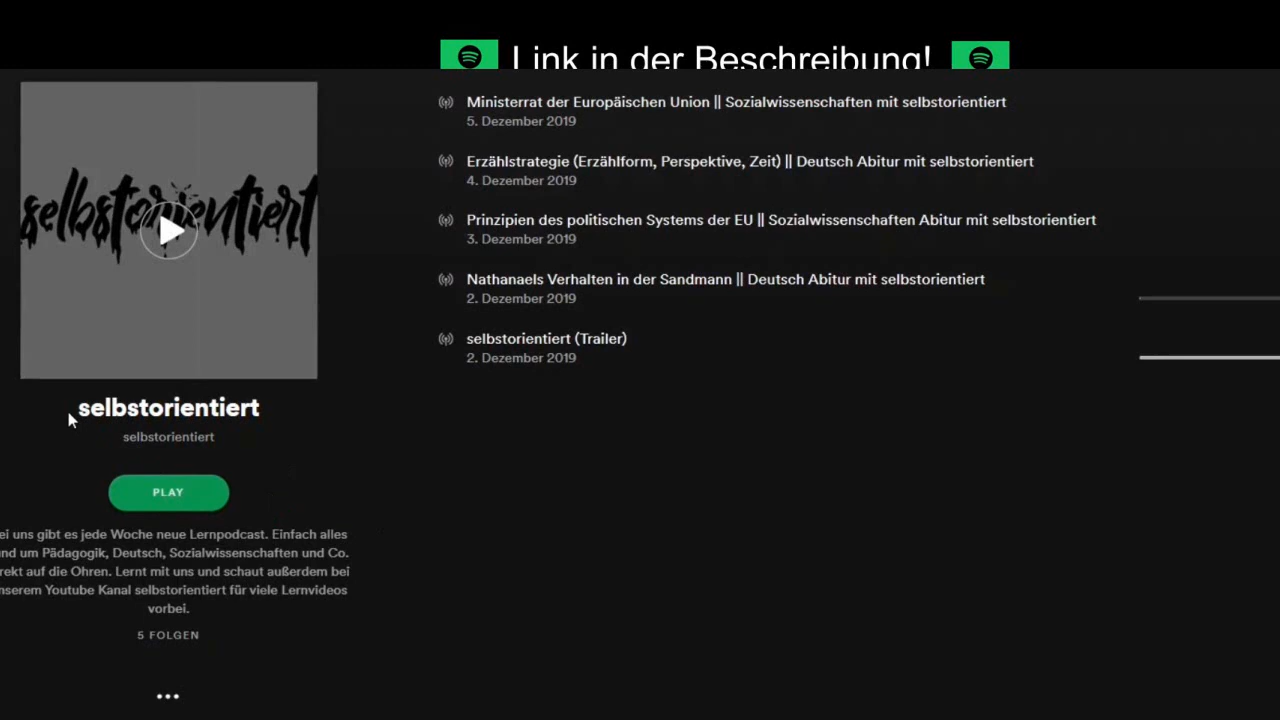 Link in der Beschreibung!
Ministerrat der Europäischen Union || Sozialwissenschaften mit selbstorientiert
5. Dezember 2019
Erzählstrategie (Erzählform, Perspektive, Zeit) || Deutsch Abitur mit selbstorientiert
4. Dezember 2019
Prinzipien des politischen Systems der EU || Sozialwissenschaften Abitur mit selbstorientiert
3. Dezember 2019
Nathanaels Verhalten in der Sandmann || Deutsch Abitur mit selbstorientiert
2. Dezember 2019
selbstorientiert (Trailer)
2. Dezember 2019
selbstorientiert
selbstorientiert
selbstorientiert
PLAY
ei uns gibt es jede Woche neue Lernpodcast. Einfach alles
nd um Pädagogik, Deutsch, Sozialwissenschaften und Co.
rekt auf die Ohren. Lernt mit uns und schaut außerdem bei
nserem Youtube Kanal selbstorientiert für viele Lernvideos
vorbei.
5 FOLGEN